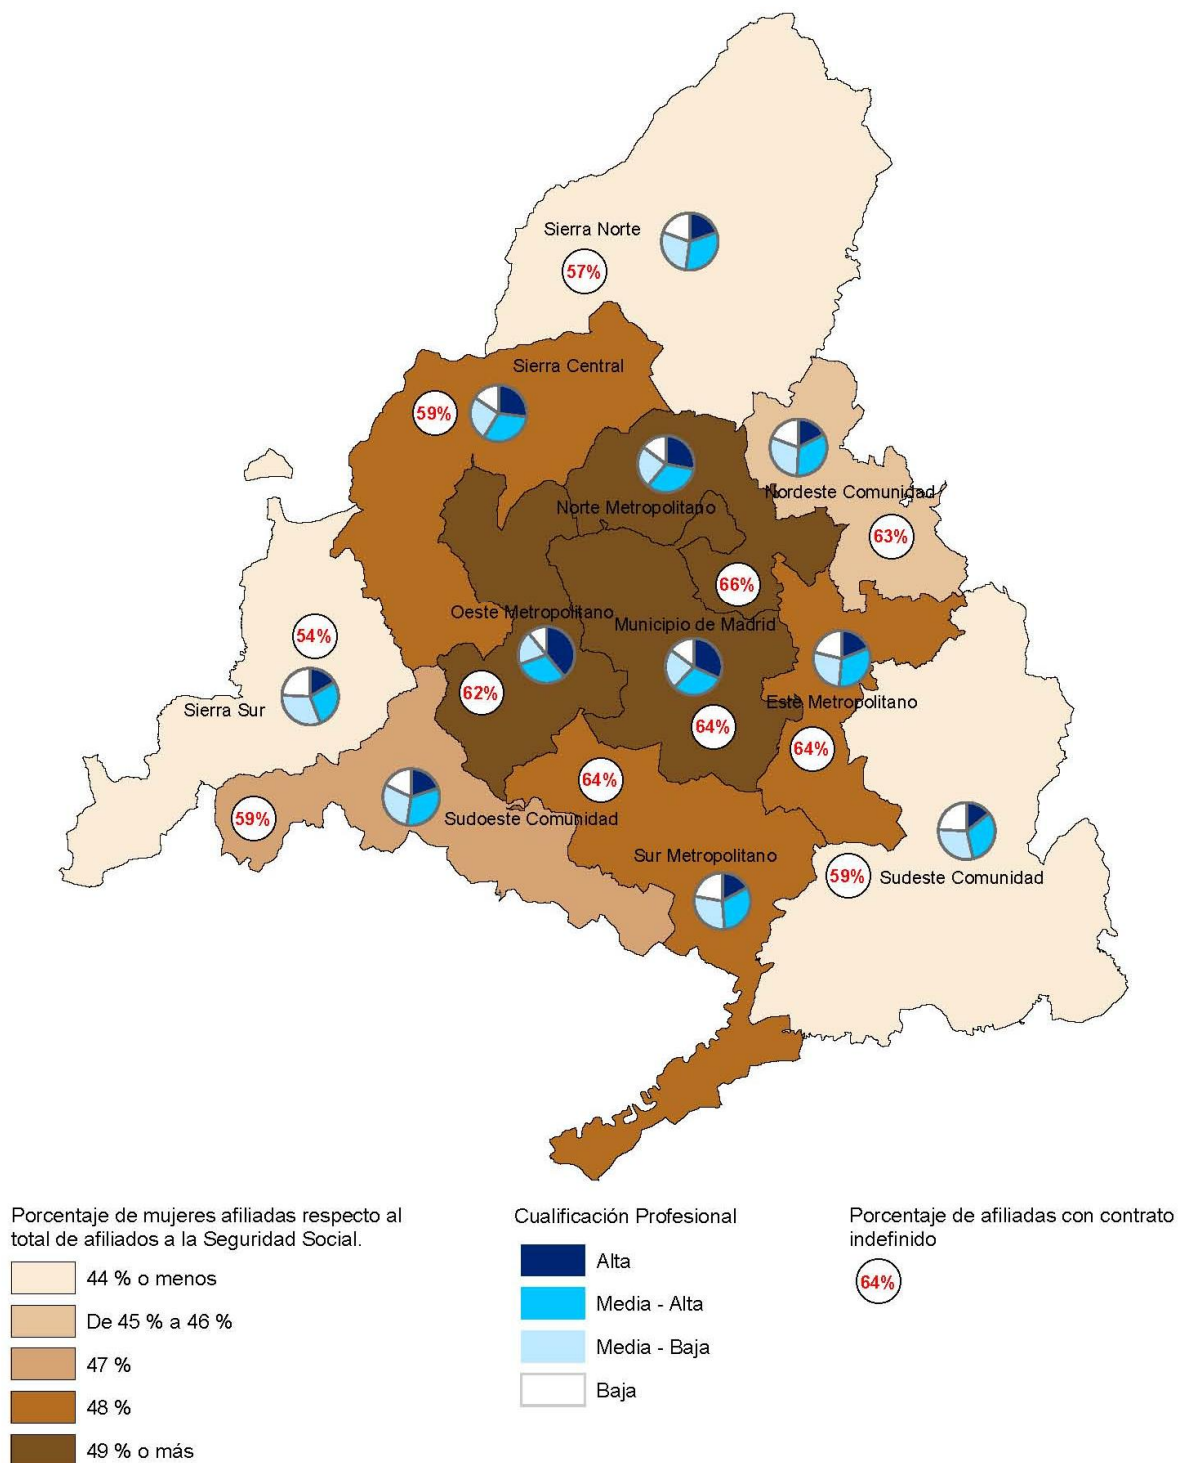 Sierra Norte
57%
Sierra Central
59%
Norte Metropolitano
Nordeste Comunidad
63%
66%
Oeste Metropolitano
Municipio de Madrid
54%
62%
Sierra Sur
Este Metropolitano
64%
64%
64%
59%
Sudoeste Comunidad
Sur Metropolitano
59%
Sudeste Comunidad
Porcentaje de mujeres afiliadas respecto al
total de afiliados a la Seguridad Social.
44 % o menos
De 45 % a 46 %
47 %
48 %
49 % o más
Cualificación Profesional
Alta
Media - Alta
Media - Baja
Baja
Porcentaje de afiliadas con contrato
indefinido
64%